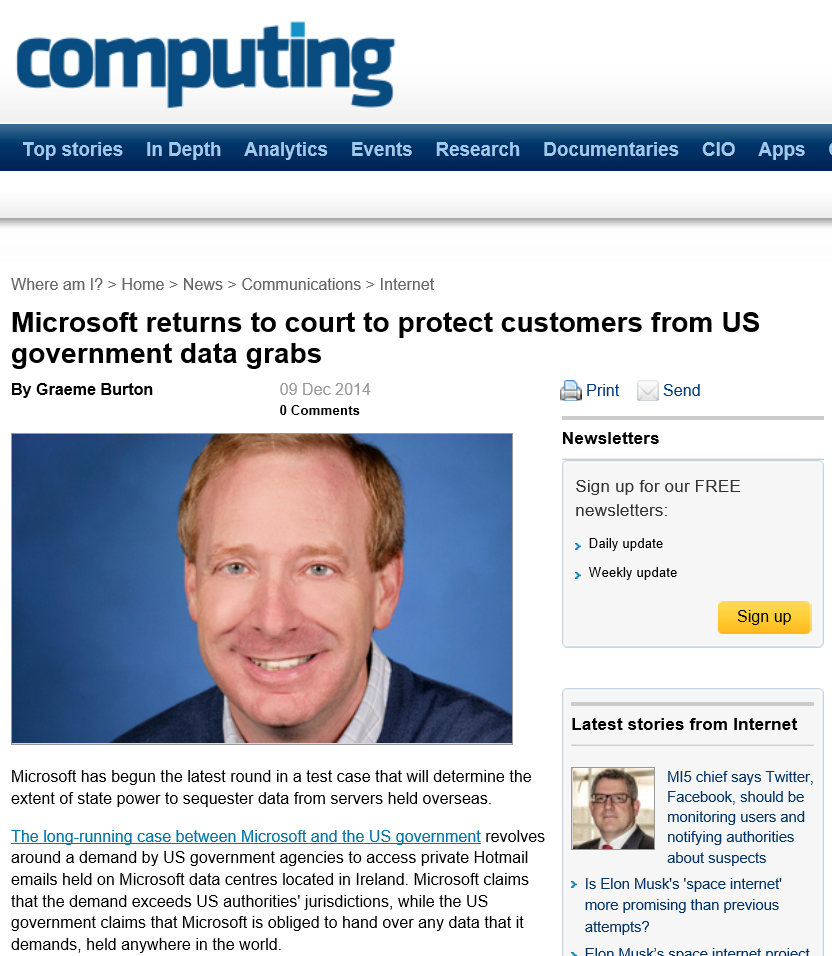 computing
Top stories In Depth Analytics Events Research Documentaries CIO Apps
Where am I? > Home > News > Communications > Internet
Microsoft returns to court to protect customers from US
government data grabs
By Graeme Burton
09 Dec 2014
0 Comments
Microsoft has begun the latest round in a test case that will determine the
extent of state power to sequester data from servers held overseas.
The long-running case between Microsoft and the US government revolves
around a demand by US government agencies to access private Hotmail
emails held on Microsoft data centres located in Ireland. Microsoft claims
that the demand exceeds US authorities' jurisdictions, while the US
government claims that Microsoft is obliged to hand over any data that it
demands, held anywhere in the world.
Print Send
Newsletters
Sign up for our FREE
newsletters:
Daily update
Weekly update
Sign up
Latest stories from Internet
MI5 chief says Twitter,
Facebook, should be
monitoring users and
notifying authorities
about suspects
Is Elon Musk's 'space internet'
more promising than previous
attempts?
Elon Musk's space internet project